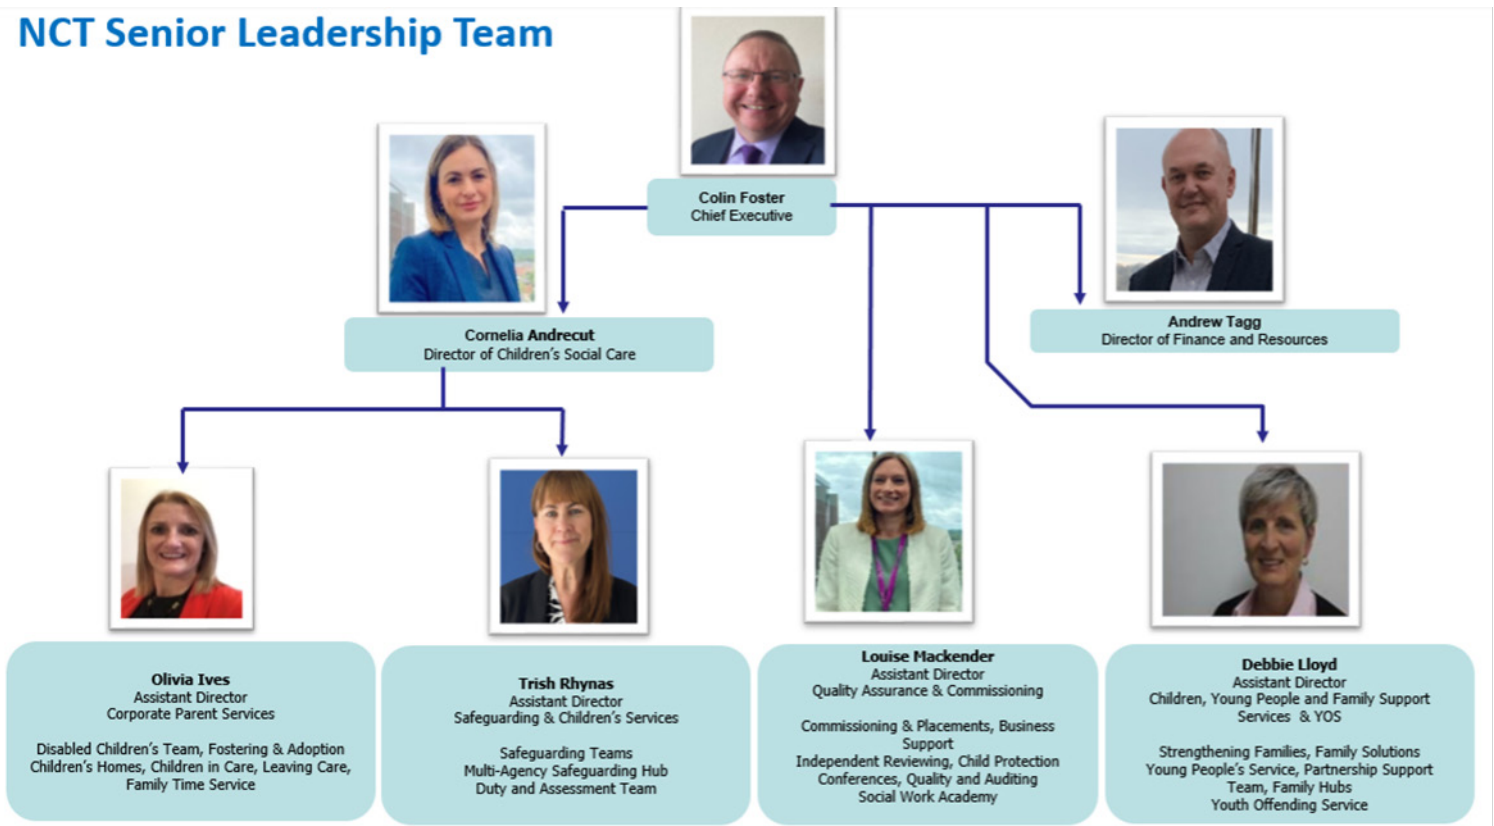 NCT Senior Leadership Team
Colin Foster
Chief Executive
Cornelia Andrecut
Director of Children's Social Care
Andrew Tagg
Director of Finance and Resources
Olivia Ives
Assistant Director
Corporate Parent Services
Disabled Children's Team, Fostering & Adoption
Children's Homes, Children in Care, Leaving Care,
Family Time Service
Trish Rhynas
Assistant Director
Safeguarding & Children's Services
Safeguarding Teams
Multi-Agency Safeguarding Hub
Duty and Assessment Team
Louise Mackender
Assistant Director
Quality Assurance & Commissioning
Commissioning & Placements, Business
Support
Independent Reviewing, Child Protection
Conferences, Quality and Auditing
Social Work Academy
Debbie Lloyd
Assistant Director
Children, Young People and Family Support
Services & YOS
Strengthening Families, Family Solutions
Young People's Service, Partnership Support
Team, Family Hubs
Youth Offending Service